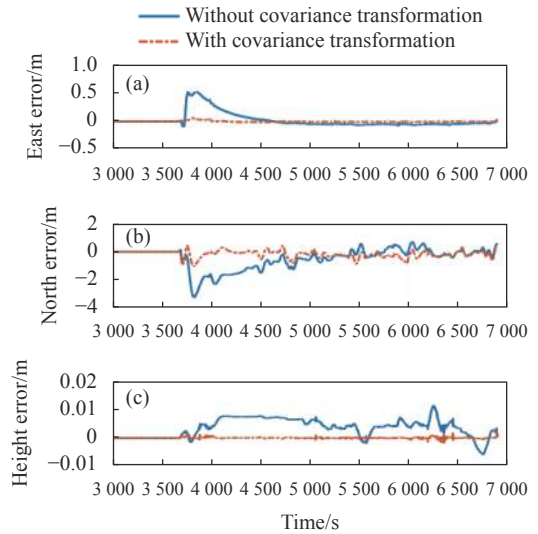 Without covariance transformation
With covariance transformation
East error/m
1.0
0.5
0
−0.5
(a)
3 000 3 500 4 000 4 500 5 000 5 500 6 000 6 500 7 000
North error/m
2
0
−2
−4
(b)
3 000 3 500 4 000 4 500 5 000 5 500 6 000 6 500 7 000
Height error/m
0.02
0.01
0
−0.01
(c)
3 000 3 500 4 000 4 500 5 000 5 500 6 000 6 500 7 000
Time/s